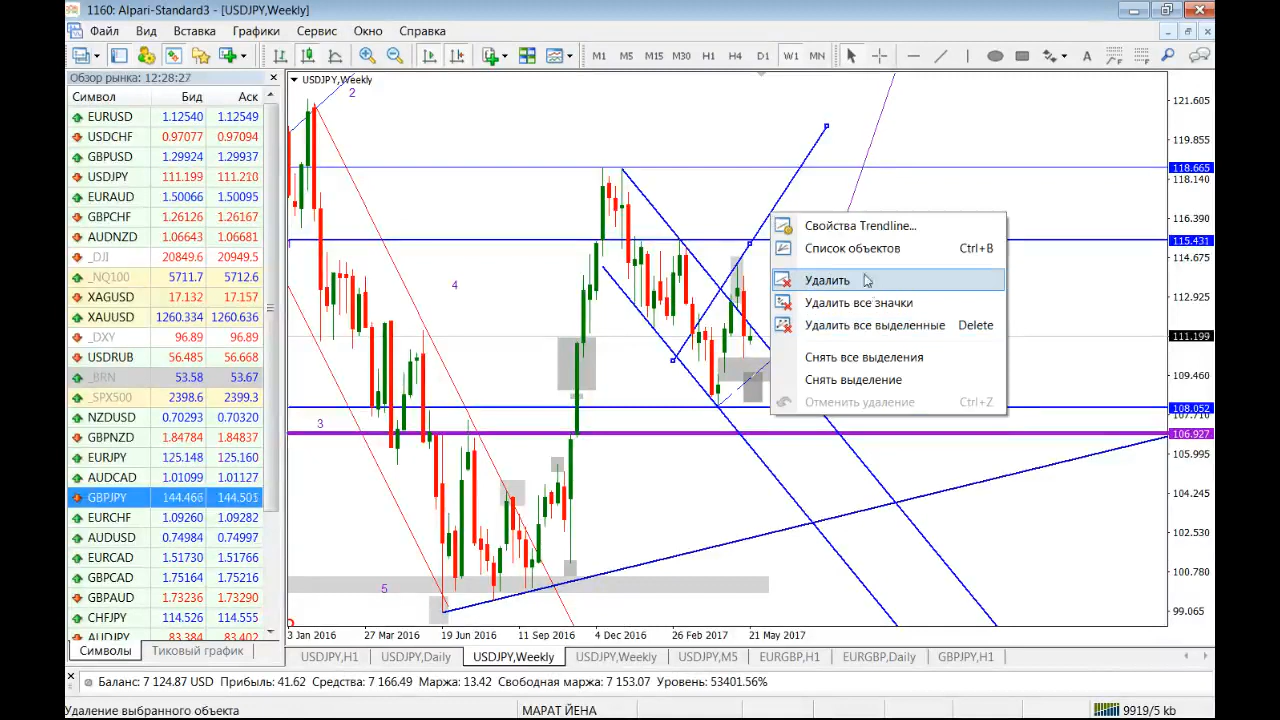 1160: Alpari-Standard3 - [USDJPY,Weekly]
Файл Вид Вставка Графики Сервис Окно Справка
M1 M5 M15 M30 H1 H4 D1 W1 MN
Обзор рынка: 12:28:27
Символ Бид Аск
EURUSD 1.12540 1.12549
USDCHF 0.97077 0.97094
GBPUSD 1.29924 1.29937
USDJPY 111.199 111.210
EURAUD 1.50066 1.50095
GBPCHF 1.26126 1.26167
AUDNZD 1.06643 1.06681
_DJI 20849.6 20949.5
_NQ100 5711.7 5712.6
XAGUSD 17.132 17.157
XAUUSD 1260.334 1260.636
_DXY 96.89 96.89
USDRUB 56.485 56.668
_BRN 53.58 53.67
_SPX500 2398.6 2399.3
NZDUSD 0.70293 0.70320
GBPNZD 1.84784 1.84837
EURJPY 125.148 125.160
AUDCAD 1.01099 1.01127
GBPJPY 144.466 144.501
EURCHF 1.09260 1.09282
AUDUSD 0.74984 0.74997
EURCAD 1.51730 1.51766
GBPCAD 1.75164 1.75216
GBPAUD 1.73236 1.73290
CHFJPY 114.526 114.555
AUDJPY 83.384 83.402
Символы Тиковый график
USDJPY,Weekly
2
4
3
5
1
Свойства Trendline...
Список объектов Ctrl+B
Удалить
Удалить все значки
Удалить все выделенные Delete
Снять все выделения
Снять выделение
Отменить удаление Ctrl+Z
121.605
119.855
118.665
118.140
116.390
115.431
114.675
112.925
111.199
109.460
108.052
107.710
106.927
105.995
104.245
102.530
100.780
99.065
3 Jan 2016 27 Mar 2016 19 Jun 2016 11 Sep 2016 4 Dec 2016 26 Feb 2017 21 May 2017
USDJPY,H1 USDJPY,Daily USDJPY,Weekly USDJPY,Weekly USDJPY,M5 EURGBP,H1 EURGBP,Daily GBPJPY,H1
Баланс: 7 124.87 USD Прибыль: 41.62 Средства: 7 166.49 Маржа: 13.42 Свободная маржа: 7 153.07 Уровень: 53401.56%
Удаление выбранного объекта МАРАТ ЙЕНА 9919/5 kb